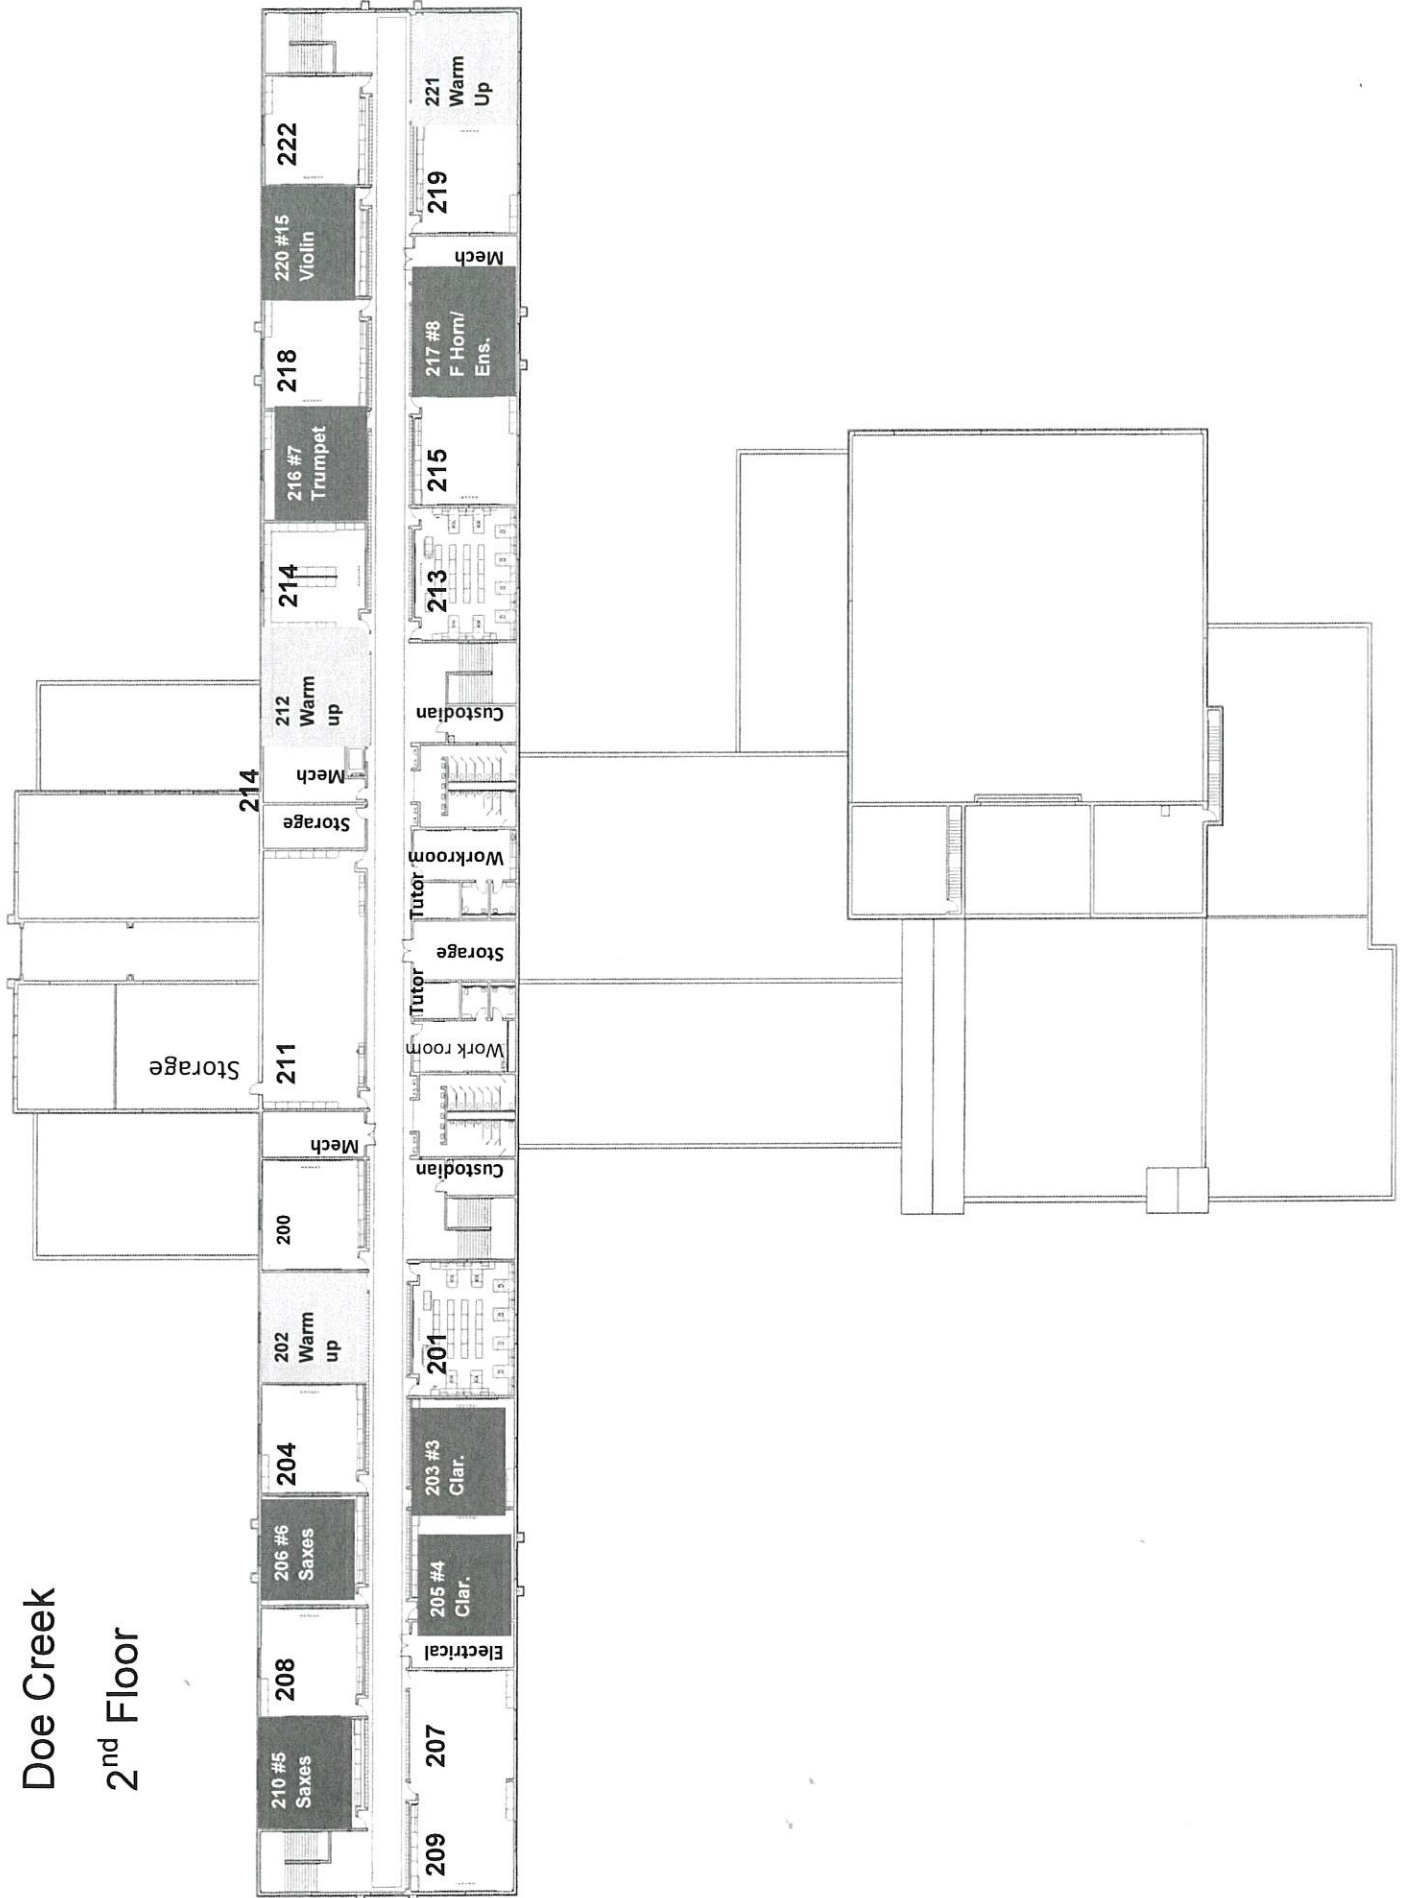 Doe Creek
2nd Floor
210 #5
Saxes
208
206 #6
Saxes
204
202
Warm
up
200
Mech
211
Storage
Storage
214
Mech
212
Warm
up
214
216 #7
Trumpet
218
220 #15
Violin
222
209
207
Electrical
205 #4
Clar.
203 #3
Clar.
201
Custodian
Work room
Tutor
Storage
Tutor
Workroom
Custodian
213
215
217 #8
F Horn/
Ens.
Mech
219
221
Warm
Up